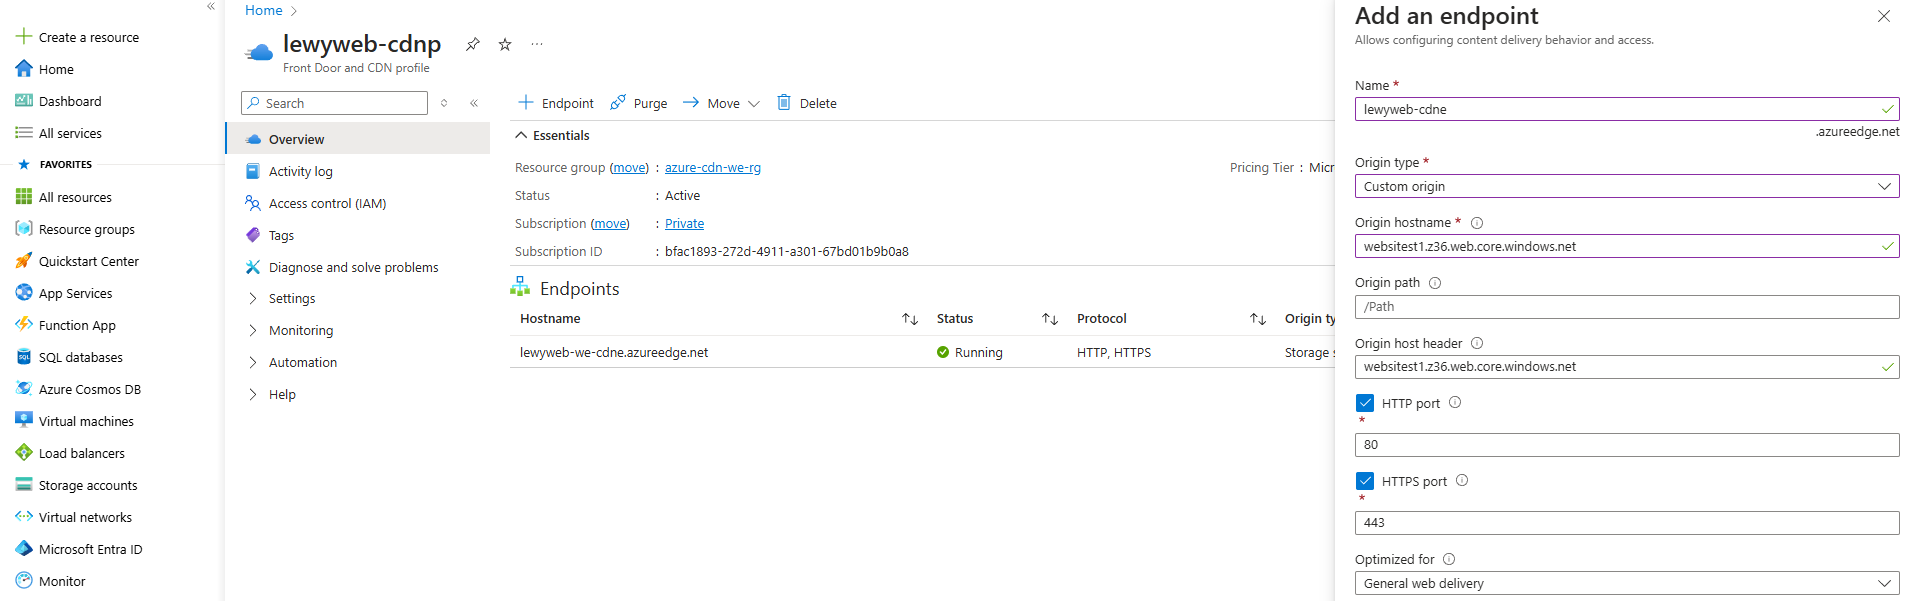 «
Create a resource
Home
Dashboard
All services
FAVORITES
All resources
Resource groups
Quickstart Center
App Services
Function App
SQL databases
Azure Cosmos DB
Virtual machines
Load balancers
Storage accounts
Virtual networks
Microsoft Entra ID
Monitor
Home >
lewyweb-cdnp ...
Front Door and CDN profile
Search «
Overview
Activity log
Access control (IAM)
Tags
Diagnose and solve problems
Settings
Monitoring
Automation
Help
Endpoint Purge Move Delete
Essentials
Resource group (move) : azure-cdn-we-rg Pricing Tier : Micr
Status : Active
Subscription (move) : Private
Subscription ID : bfac1893-272d-4911-a301-67bd01b9b0a8
Endpoints
Hostname ↑↓ Status ↑↓ Protocol ↑↓ Origin ty
lewyweb-we-cdne.azureedge.net Running HTTP, HTTPS Storage s
Add an endpoint
Allows configuring content delivery behavior and access.
Name *
lewyweb-cdne
.azureedge.net
Origin type *
Custom origin
Origin hostname *
websitest1.z36.web.core.windows.net
Origin path
/Path
Origin host header
websitest1.z36.web.core.windows.net
HTTP port
*
80
HTTPS port
*
443
Optimized for
General web delivery